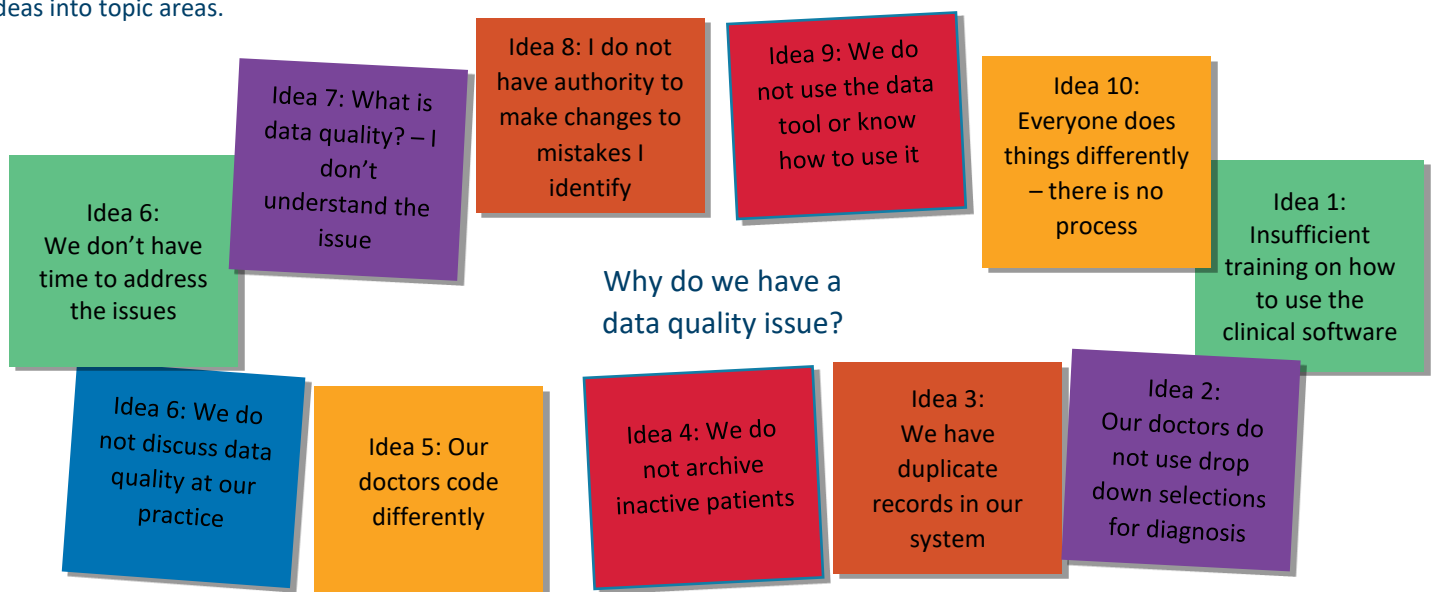 deas into topic areas.
Idea 8: I do not
have authority to
make changes to
mistakes I
identify
Idea 9: We do
not use the data
tool or know
how to use it
Idea 7: What is
data quality? – I
don’t
understand the
issue
Idea 10:
Everyone does
things differently
– there is no
process
Idea 6:
We don’t have
time to address
the issues
Idea 1:
Insufficient
training on how
to use the
clinical software
Why do we have a
data quality issue?
Idea 6: We do
not discuss data
quality at our
practice
Idea 5: Our
doctors code
differently
Idea 4: We do
not archive
inactive patients
Idea 3:
We have
duplicate
records in our
system
Idea 2:
Our doctors do
not use drop
down selections
for diagnosis